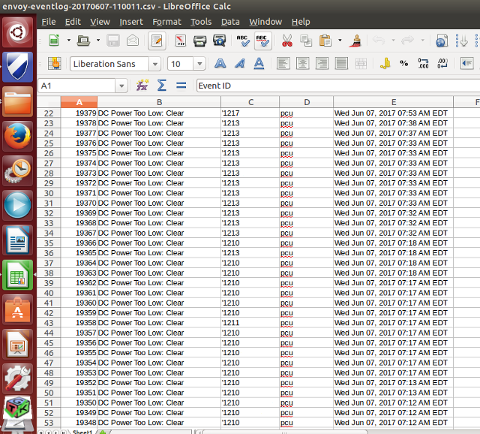 envoy-eventlog-20170607-110011.csv - LibreOffice Calc
File Edit View Insert Format Tools Data Window Help
Liberation Sans 10
A1 Event ID
A B C D E F
22 19379 DC Power Too Low: Clear '1217 pcu Wed Jun 07, 2017 07:53 AM EDT
23 19378 DC Power Too Low: Clear '1213 pcu Wed Jun 07, 2017 07:38 AM EDT
24 19377 DC Power Too Low: Clear '1213 pcu Wed Jun 07, 2017 07:37 AM EDT
25 19376 DC Power Too Low: Clear '1213 pcu Wed Jun 07, 2017 07:33 AM EDT
26 19375 DC Power Too Low: Clear '1213 pcu Wed Jun 07, 2017 07:33 AM EDT
27 19374 DC Power Too Low: Clear '1213 pcu Wed Jun 07, 2017 07:33 AM EDT
28 19373 DC Power Too Low: Clear '1213 pcu Wed Jun 07, 2017 07:33 AM EDT
29 19372 DC Power Too Low: Clear '1213 pcu Wed Jun 07, 2017 07:33 AM EDT
30 19371 DC Power Too Low: Clear '1213 pcu Wed Jun 07, 2017 07:33 AM EDT
31 19370 DC Power Too Low: Clear '1213 pcu Wed Jun 07, 2017 07:33 AM EDT
32 19369 DC Power Too Low: Clear '1213 pcu Wed Jun 07, 2017 07:32 AM EDT
33 19368 DC Power Too Low: Clear '1213 pcu Wed Jun 07, 2017 07:32 AM EDT
34 19367 DC Power Too Low: Clear '1213 pcu Wed Jun 07, 2017 07:32 AM EDT
35 19366 DC Power Too Low: Clear '1210 pcu Wed Jun 07, 2017 07:18 AM EDT
36 19365 DC Power Too Low: Clear '1210 pcu Wed Jun 07, 2017 07:18 AM EDT
37 19364 DC Power Too Low: Clear '1210 pcu Wed Jun 07, 2017 07:18 AM EDT
38 19363 DC Power Too Low: Clear '1210 pcu Wed Jun 07, 2017 07:18 AM EDT
39 19362 DC Power Too Low: Clear '1210 pcu Wed Jun 07, 2017 07:17 AM EDT
40 19361 DC Power Too Low: Clear '1210 pcu Wed Jun 07, 2017 07:17 AM EDT
41 19360 DC Power Too Low: Clear '1210 pcu Wed Jun 07, 2017 07:17 AM EDT
42 19359 DC Power Too Low: Clear '1210 pcu Wed Jun 07, 2017 07:17 AM EDT
43 19358 DC Power Too Low: Clear '1211 pcu Wed Jun 07, 2017 07:17 AM EDT
44 19357 DC Power Too Low: Clear '1210 pcu Wed Jun 07, 2017 07:17 AM EDT
45 19356 DC Power Too Low: Clear '1210 pcu Wed Jun 07, 2017 07:17 AM EDT
46 19355 DC Power Too Low: Clear '1210 pcu Wed Jun 07, 2017 07:17 AM EDT
47 19354 DC Power Too Low: Clear '1210 pcu Wed Jun 07, 2017 07:17 AM EDT
48 19353 DC Power Too Low: Clear '1210 pcu Wed Jun 07, 2017 07:17 AM EDT
49 19352 DC Power Too Low: Clear '1210 pcu Wed Jun 07, 2017 07:13 AM EDT
50 19351 DC Power Too Low: Clear '1210 pcu Wed Jun 07, 2017 07:13 AM EDT
51 19350 DC Power Too Low: Clear '1210 pcu Wed Jun 07, 2017 07:12 AM EDT
52 19349 DC Power Too Low: Clear '1210 pcu Wed Jun 07, 2017 07:12 AM EDT
53 19348 DC Power Too Low: Clear '1210 pcu Wed Jun 07, 2017 07:12 AM EDT
Sheet1